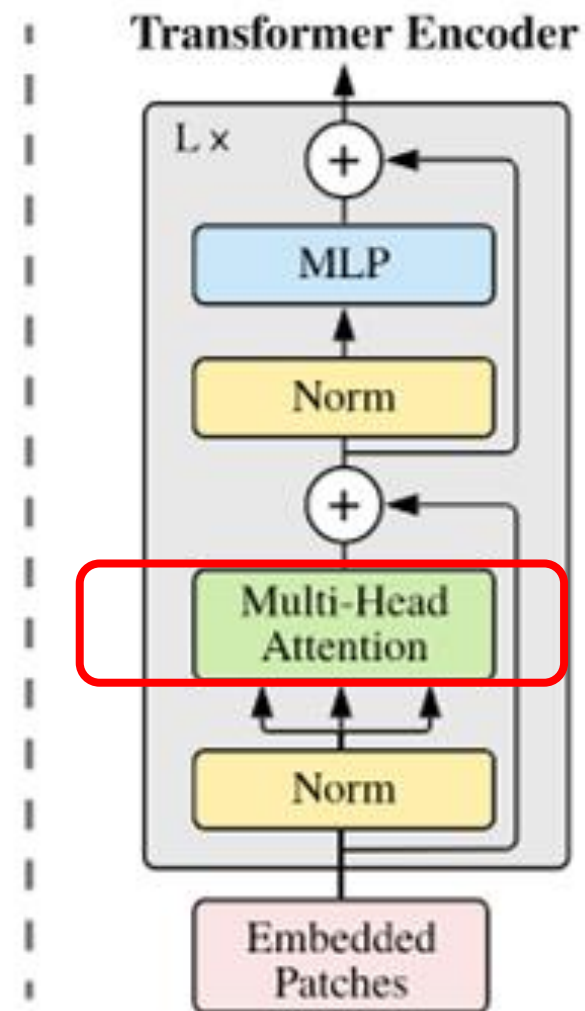 Transformer Encoder
L ×
+
MLP
Norm
+
Multi-Head
Attention
Norm
Embedded
Patches